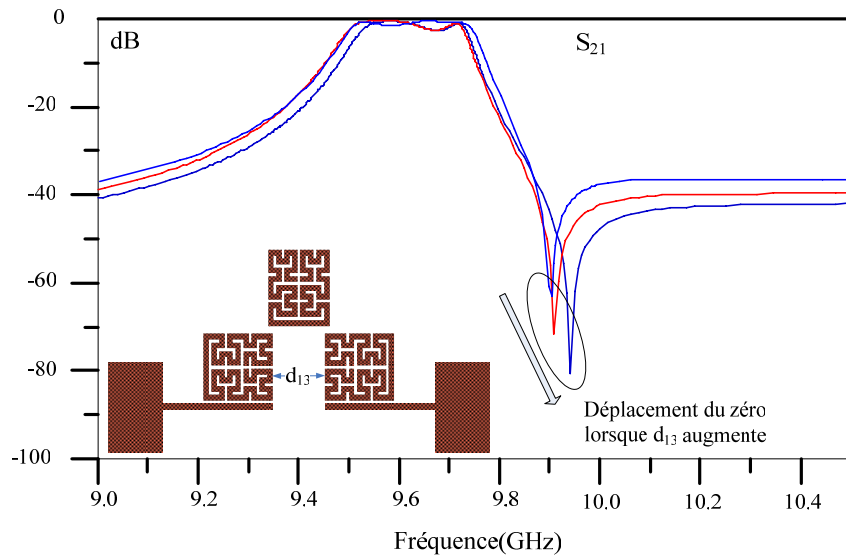 0
dB
S21
-20
-40
-60
d13
-80
Déplacement du zéro
lorsque d13 augmente
-100
9.0
9.2
9.4
9.6
9.8
10.0
10.2
10.4
Fréquence(GHz)